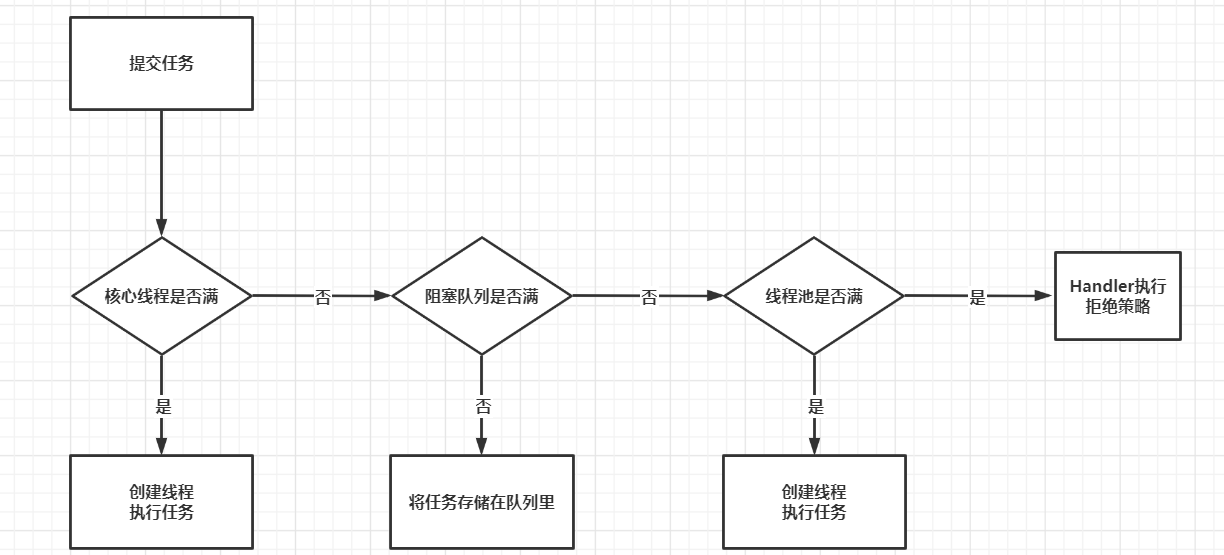 提交任务
核心线程是否满
否
阻塞队列是否满
否
线程池是否满
是
Handler执行
拒绝策略
是
否
是
创建线程
执行任务
将任务存储在队列里
创建线程
执行任务